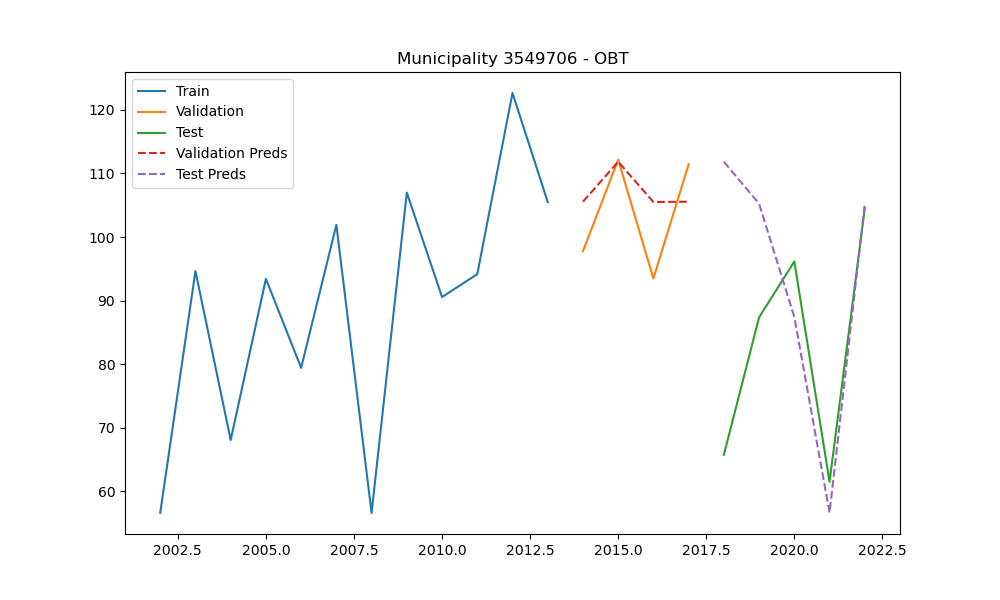 Municipality 3549706 - OBT
Train
Validation
Test
Validation Preds
Test Preds
120
110
100
90
80
70
60
2002.5 2005.0 2007.5 2010.0 2012.5 2015.0 2017.5 2020.0 2022.5